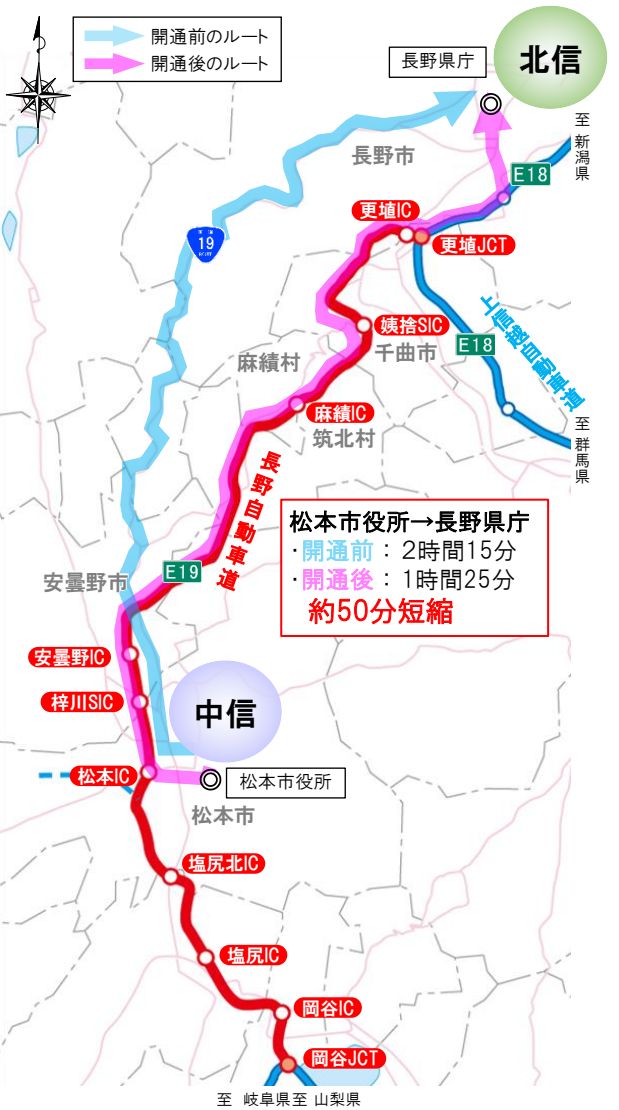 開通前のルート
開通後のルート
長野県庁
北信
至 新潟県
長野市
E18
更埴IC
19
更埴JCT
上信越自動車道
姨捨SIC
E18
千曲市
麻績村
麻績IC
至 群馬県
筑北村
長野自動車道
松本市役所→長野県庁
・開通前：2時間15分
・開通後：1時間25分
約50分短縮
E19
安曇野市
安曇野IC
梓川SIC
中信
松本IC
松本市役所
松本市
塩尻北IC
塩尻IC
岡谷IC
岡谷JCT
至 岐阜県
至 山梨県